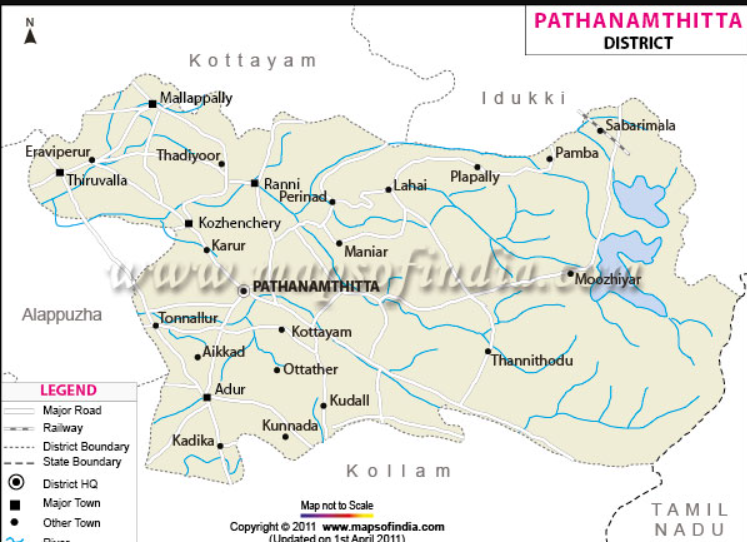 N
PATHANAMTHITTA
DISTRICT
Kottayam
Idukki
Mallappally
Sabarimala
Eraviperur
Thadiyoor
Pamba
Plapally
Thiruvalla
Ranni
Lahai
Perinad
Kozhenchery
Karur
Maniar
www.mapsofindia.com
Moozhiyar
PATHANAMTHITTA
Alappuzha
Tonnallur
Kottayam
Aikkad
Thannithodu
Ottather
LEGEND
Adur
Major Road
Kudall
Railway
Kunnada
District Boundary
Kadika
State Boundary
Kollam
District HQ
Major Town
Map not to Scale
TAMIL
NADU
Other Town
Copyright © 2011 www.mapsofindia.com
River
(Updated on 1st April 2011)